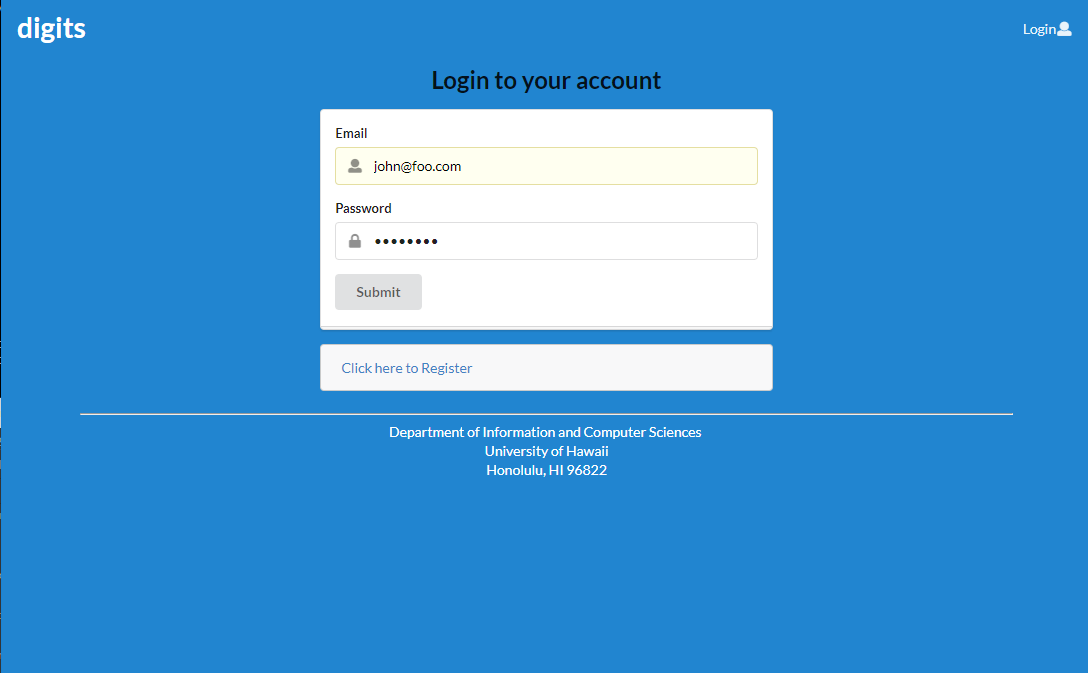 digits
Login
Login to your account
Email
john@foo.com
Password
••••••••
Submit
Click here to Register
Department of Information and Computer Sciences
University of Hawaii
Honolulu, HI 96822